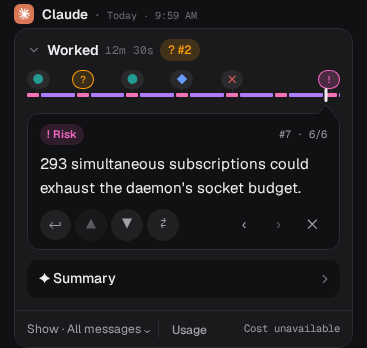 Claude · Today · 9:59 AM
Worked 12m 30s ? #2
?
!
! Risk #7 · 6/6
293 simultaneous subscriptions could
exhaust the daemon's socket budget.
Summary
Show · All messages Usage Cost unavailable